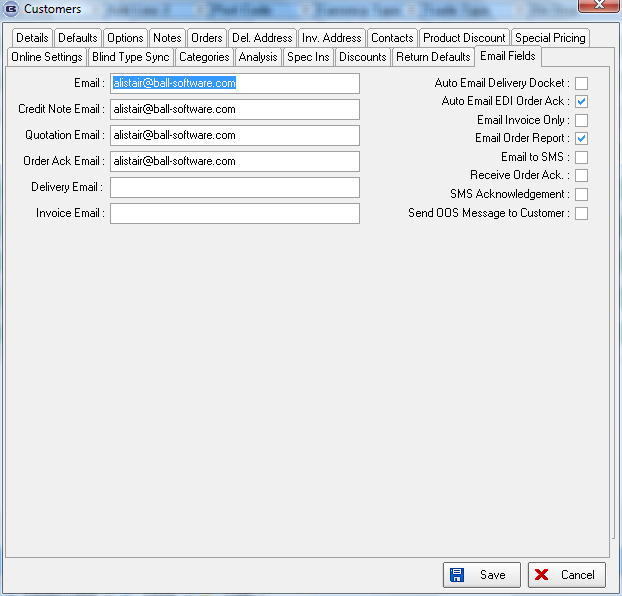 Customers
Details Defaults Options Notes Orders Del. Address Inv. Address Contacts Product Discount Special Pricing
Online Settings Blind Type Sync Categories Analysis Spec Ins Discounts Return Defaults Email Fields
Email : alistair@ball-software.com
Auto Email Delivery Docket :
Credit Note Email : alistair@ball-software.com
Auto Email EDI Order Ack :
Email Invoice Only :
Quotation Email : alistair@ball-software.com
Email Order Report :
Order Ack Email : alistair@ball-software.com
Email to SMS :
Receive Order Ack. :
Delivery Email :
SMS Acknowledgement :
Invoice Email :
Send OOS Message to Customer :
Save Cancel